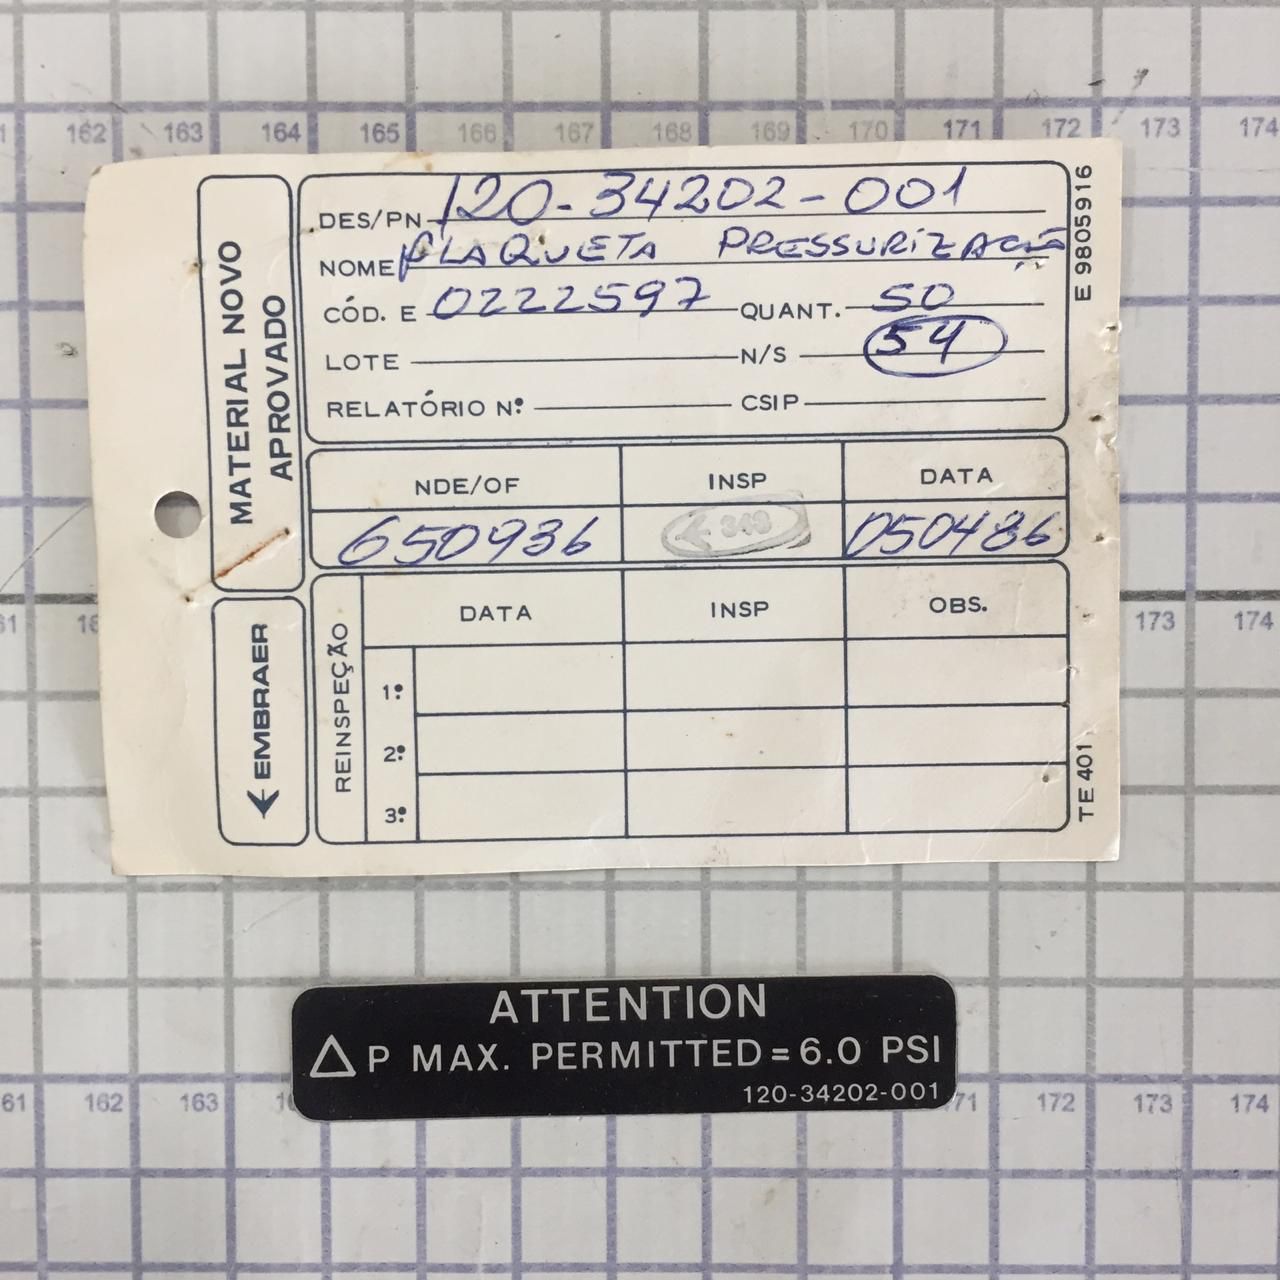 162 163 164 165 166 167 168 169 170 171 172 173 174
MATERIAL NOVO
APROVADO
DES/PN 120-34202-001
NOME PLAQUETA PRESSURIZAÇÃO
CÓD. E 0222597 QUANT. 50
LOTE N/S 54
RELATÓRIO Nº. CSIP
E 9805916
NDE/OF INSP DATA
650936 349 050486
173 174
EMBRAER
REINSPEÇÃO
DATA INSP OBS.
1º
2º
3º
TE 401
ATTENTION
△ P MAX. PERMITTED = 6.0 PSI
120-34202-001
161 162 163 171 172 173 174